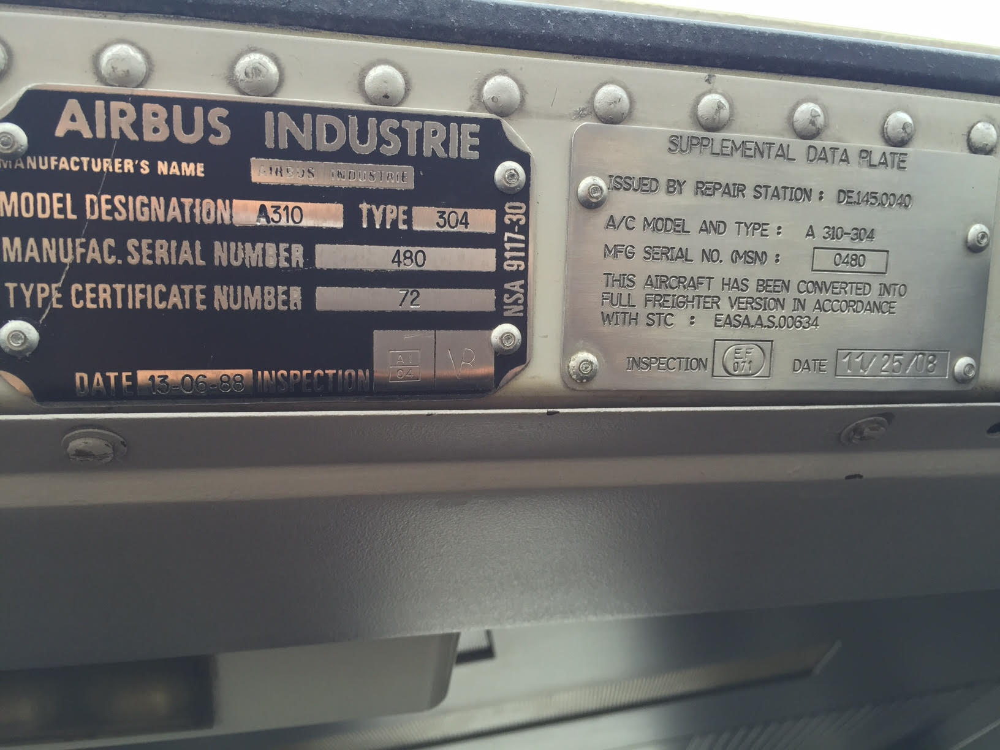 AIRBUS INDUSTRIE
MANUFACTURER'S NAME AIRBUS INDUSTRIE
MODEL DESIGNATION A310 TYPE 304
MANUFAC. SERIAL NUMBER 480
TYPE CERTIFICATE NUMBER 72
DATE 13-06-88 INSPECTION AI 04 VR
NSA 9117-30
SUPPLEMENTAL DATA PLATE
ISSUED BY REPAIR STATION : DE.145.0040
A/C MODEL AND TYPE : A 310-304
MFG SERIAL NO. (MSN) : 0480
THIS AIRCRAFT HAS BEEN CONVERTED INTO
FULL FREIGHTER VERSION IN ACCORDANCE
WITH STC : EASA.A.S.00634
INSPECTION EF 071 DATE 11/25/08